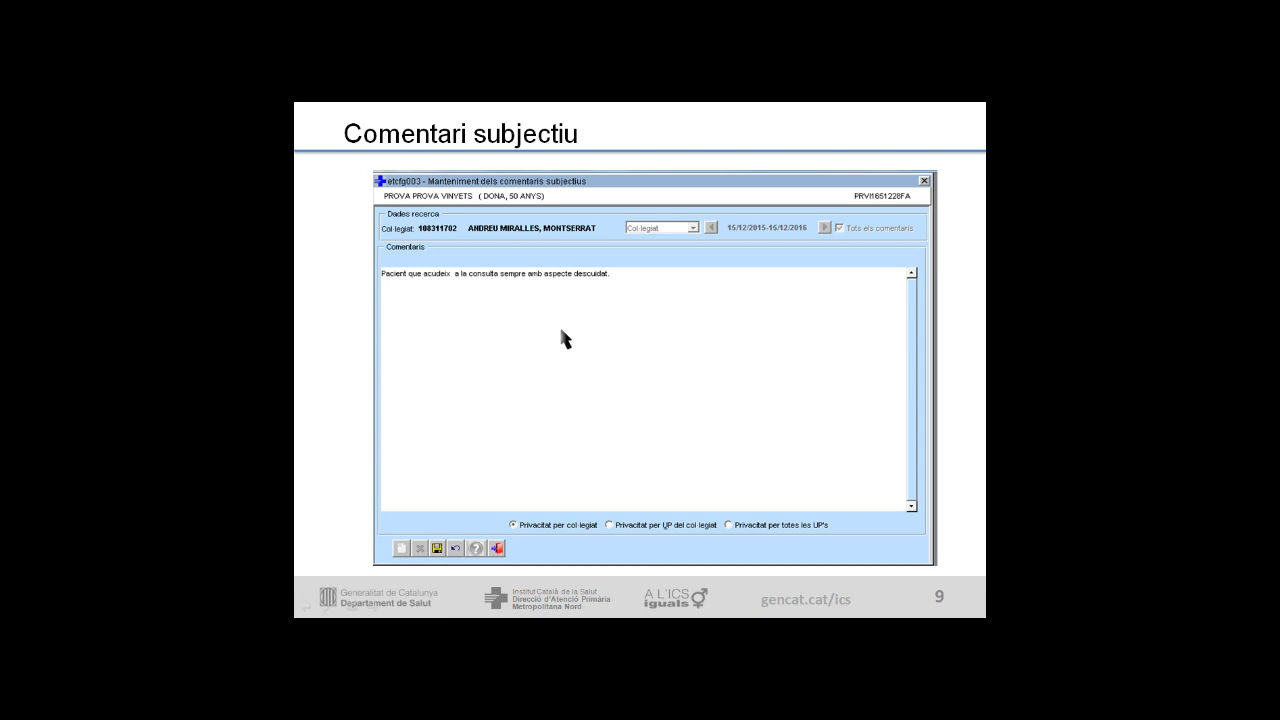 Comentari subjectiu
etcfg003 - Manteniment dels comentaris subjectius
PROVA PROVA VINYETS ( DONA, 50 ANYS) PRVI1651228FA
Dades recerca
Col·legiat: 108311702 ANDREU MIRALLES, MONTSERRAT Col·legiat 15/12/2015-15/12/2016 Tots els comentaris
Comentaris
Pacient que acudeix a la consulta sempre amb aspecte descuidat.
Privacitat per col·legiat Privacitat per UP del col·legiat Privacitat per totes les UP's
Generalitat de Catalunya
Departament de Salut
Institut Català de la Salut
Direcció d'Atenció Primària
Metropolitana Nord
A L'ICS
iguals
gencat.cat/ics
9